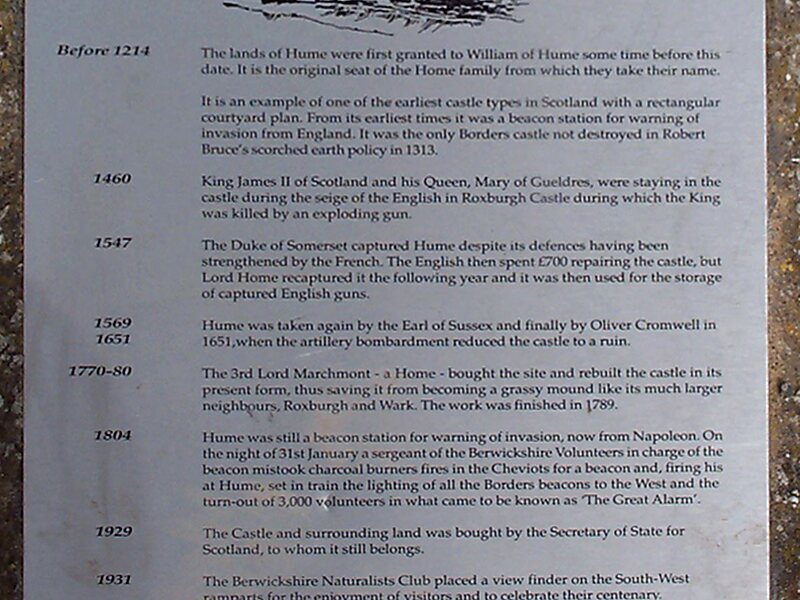 Before 1214 The lands of Hume were first granted to William of Hume some time before this
date. It is the original seat of the Home family from which they take their name.
It is an example of one of the earliest castle types in Scotland with a rectangular
courtyard plan. From its earliest times it was a beacon station for warning of
invasion from England. It was the only Borders castle not destroyed in Robert
Bruce's scorched earth policy in 1313.
1460 King James II of Scotland and his Queen, Mary of Gueldres, were staying in the
castle during the seige of the English in Roxburgh Castle during which the King
was killed by an exploding gun.
1547 The Duke of Somerset captured Hume despite its defences having been
strengthened by the French. The English then spent £700 repairing the castle, but
Lord Home recaptured it the following year and it was then used for the storage
of captured English guns.
1569 Hume was taken again by the Earl of Sussex and finally by Oliver Cromwell in
1651 1651,when the artillery bombardment reduced the castle to a ruin.
1770-80 The 3rd Lord Marchmont - a Home - bought the site and rebuilt the castle in its
present form, thus saving it from becoming a grassy mound like its much larger
neighbours, Roxburgh and Wark. The work was finished in 1789.
1804 Hume was still a beacon station for warning of invasion, now from Napoleon. On
the night of 31st January a sergeant of the Berwickshire Volunteers in charge of the
beacon mistook charcoal burners fires in the Cheviots for a beacon and, firing his
at Hume, set in train the lighting of all the Borders beacons to the West and the
turn-out of 3,000 volunteers in what came to be known as 'The Great Alarm'.
1929 The Castle and surrounding land was bought by the Secretary of State for
Scotland, to whom it still belongs.
1931 The Berwickshire Naturalists Club placed a view finder on the South-West
ramparts for the enjoyment of visitors and to celebrate their centenary.